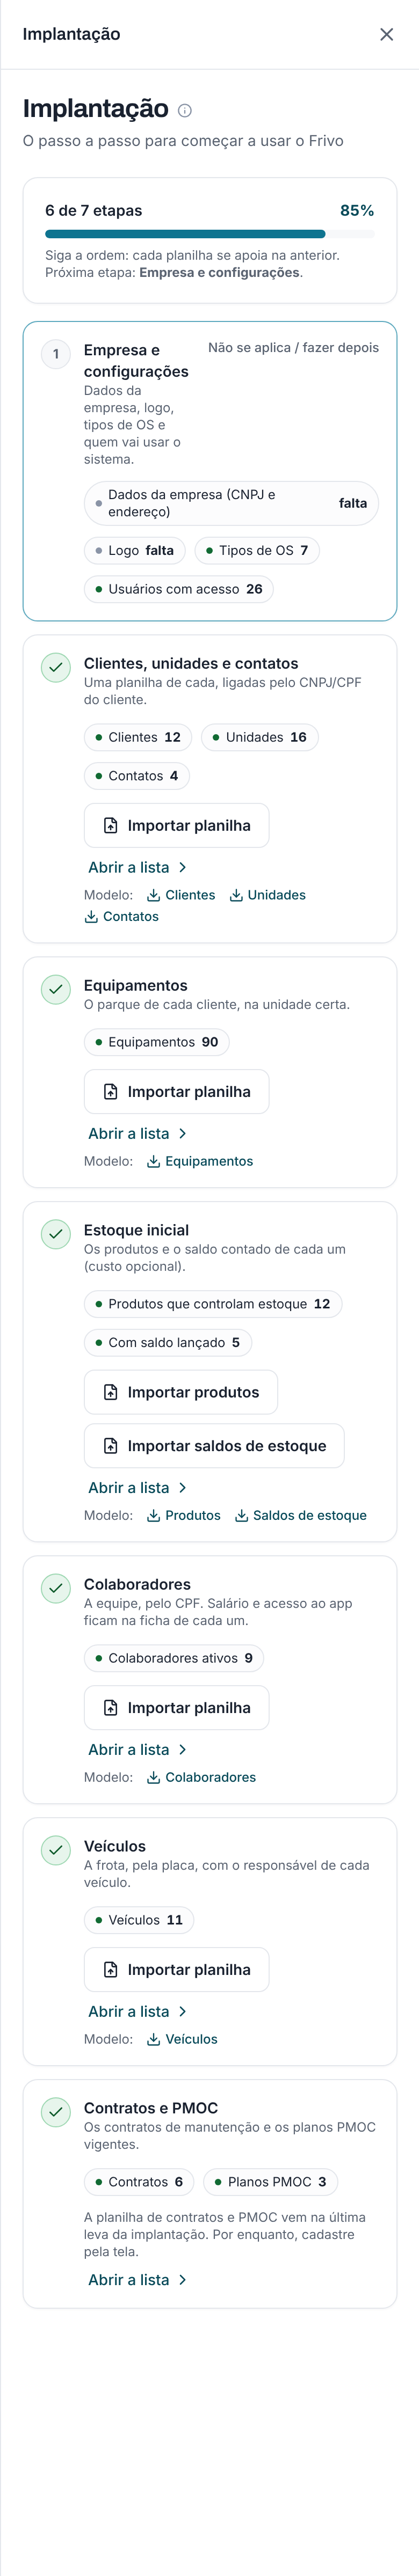 Implantação
Implantação
O passo a passo para começar a usar o Frivo
6 de 7 etapas 85%
Siga a ordem: cada planilha se apoia na anterior.
Próxima etapa: Empresa e configurações.
1
Empresa e
configurações
Não se aplica / fazer depois
Dados da
empresa, logo,
tipos de OS e
quem vai usar o
sistema.
Dados da empresa (CNPJ e
endereço) falta
Logo falta Tipos de OS 7
Usuários com acesso 26
Clientes, unidades e contatos
Uma planilha de cada, ligadas pelo CNPJ/CPF
do cliente.
Clientes 12 Unidades 16
Contatos 4
Importar planilha
Abrir a lista
Modelo: Clientes Unidades
Contatos
Equipamentos
O parque de cada cliente, na unidade certa.
Equipamentos 90
Importar planilha
Abrir a lista
Modelo: Equipamentos
Estoque inicial
Os produtos e o saldo contado de cada um
(custo opcional).
Produtos que controlam estoque 12
Com saldo lançado 5
Importar produtos
Importar saldos de estoque
Abrir a lista
Modelo: Produtos Saldos de estoque
Colaboradores
A equipe, pelo CPF. Salário e acesso ao app
ficam na ficha de cada um.
Colaboradores ativos 9
Importar planilha
Abrir a lista
Modelo: Colaboradores
Veículos
A frota, pela placa, com o responsável de cada
veículo.
Veículos 11
Importar planilha
Abrir a lista
Modelo: Veículos
Contratos e PMOC
Os contratos de manutenção e os planos PMOC
vigentes.
Contratos 6 Planos PMOC 3
A planilha de contratos e PMOC vem na última
leva da implantação. Por enquanto, cadastre
pela tela.
Abrir a lista